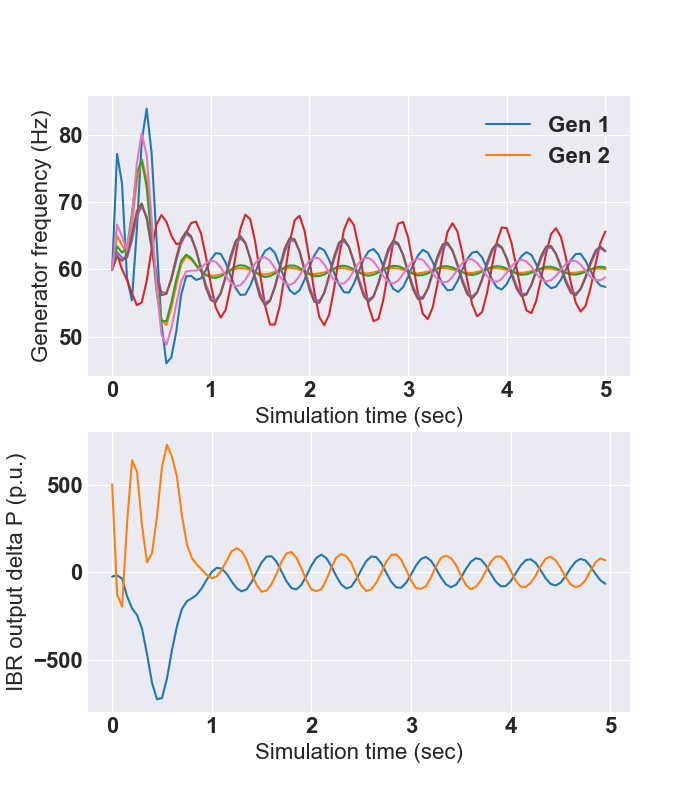 Generator frequency (Hz)
80
70
60
50
Gen 1
Gen 2
0 1 2 3 4 5
Simulation time (sec)
IBR output delta P (p.u.)
500
0
−500
0 1 2 3 4 5
Simulation time (sec)